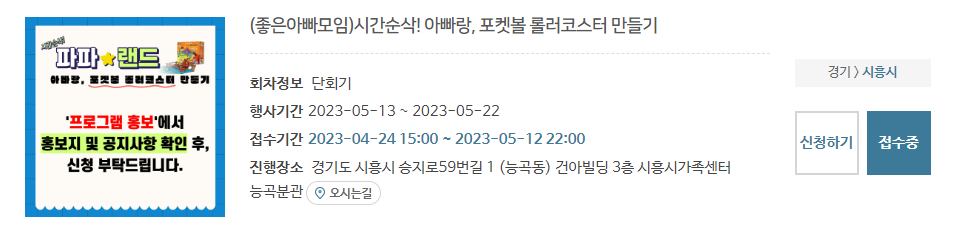 시간순삭!
파파★랜드
아빠랑, 포켓볼 롤러코스터 만들기
'프로그램 홍보'에서
홍보지 및 공지사항 확인 후,
신청 부탁드립니다.
(좋은아빠모임)시간순삭! 아빠랑, 포켓볼 롤러코스터 만들기
회차정보 단회기
행사기간 2023-05-13 ~ 2023-05-22
접수기간 2023-04-24 15:00 ~ 2023-05-12 22:00
진행장소 경기도 시흥시 승지로59번길 1 (능곡동) 건아빌딩 3층 시흥시가족센터
능곡분관 오시는길
경기 > 시흥시
신청하기 접수중